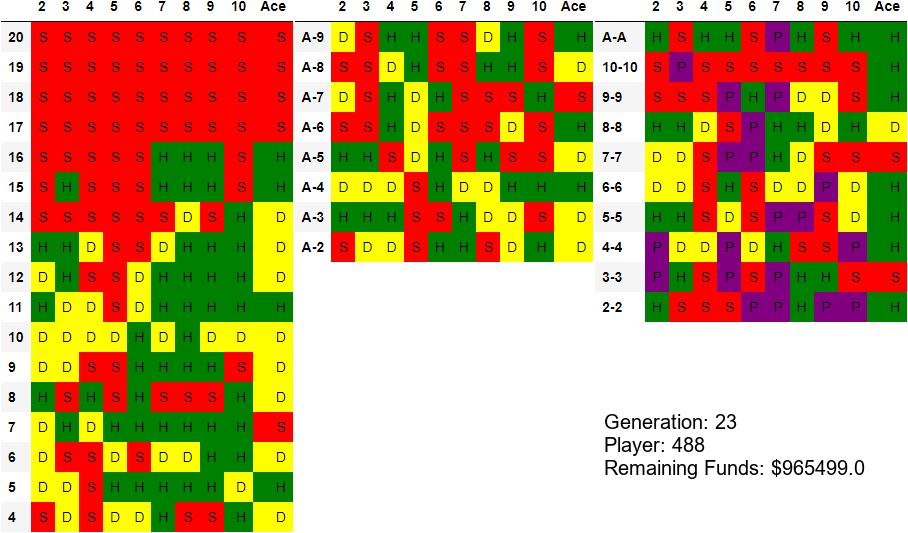 2 3 4 5 6 7 8 9 10 Ace
20 S S S S S S S S S S
19 S S S S S S S S S S
18 S S S S S S S S S S
17 S S S S S S S S S S
16 S S S S S H H H S H
15 S H S S S H H H S H
14 S S S S S S D S H D
13 H H D S S D H H H D
12 D H S S D H H H H D
11 H D D S D H H H H H
10 D D D D H D H D D D
9 D D S S H H H H S D
8 H S H S H S S S H D
7 D H D H H H H H H S
6 D S S D S D D H H D
5 D D S H H H H H D H
4 S D S D D H S S H D
2 3 4 5 6 7 8 9 10 Ace
A-9 D S H H S S D H S H
A-8 S S D H S S H H S D
A-7 D S H D H S S S H S
A-6 S S H D S S S D S H
A-5 H H S D H S H S S D
A-4 D D D S H D D H H H
A-3 H H H S S H D D S D
A-2 S D D S H H S D H D
2 3 4 5 6 7 8 9 10 Ace
A-A H S H H S P H S H H
10-10 S P S S S S S S S H
9-9 S S S P H P D D S H
8-8 H H D S P H H D H D
7-7 D D S P P H D S S S
6-6 D D S H S D D P D H
5-5 H H S D S P P S D H
4-4 P D D P D H S S P H
3-3 P H S P S P H H S S
2-2 H S S S P P H P P H
Generation: 23
Player: 488
Remaining Funds: $965499.0